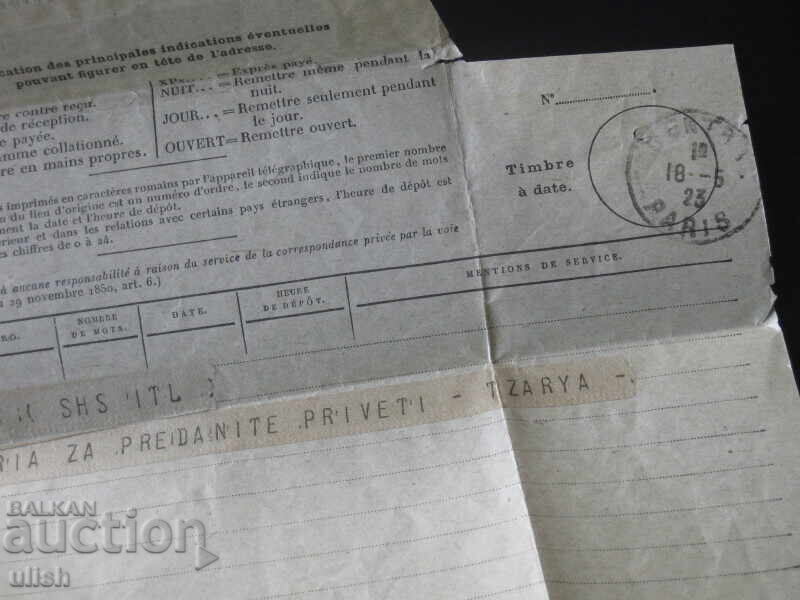 cation des principales indications éventuelles
pouvant figurer en tête de l'adresse.
XPx... = Exprès payé.
NUIT... = Remettre même pendant la
nuit.
JOUR... = Remettre seulement pendant
le jour.
OUVERT = Remettre ouvert.
re contre reçu.
de réception.
e payée.
mme collationné.
re en mains propres.
s imprimés en caractères romains par l'appareil télégraphique, le premier nombre
du lieu d'origine est un numéro d'ordre, le second indique le nombre de mots
ment la date et l'heure de dépôt.
rieur et dans les relations avec certains pays étrangers, l'heure de dépôt est
es chiffres de 0 à 24.
à aucune responsabilité à raison du service de la correspondance privée par la voie
29 novembre 1850, art. 6.)
N°
Timbre
à date.
CENTRAL
18 - 5
23
PARIS
RO.
NOMBRE
DE MOTS.
DATE.
HEURE
DE DÉPÔT.
MENTIONS DE SERVICE.
SHS ITL
RIA ZA PREDANITE PRIVETI - TZARYA -
BALKAN
auction
ulish